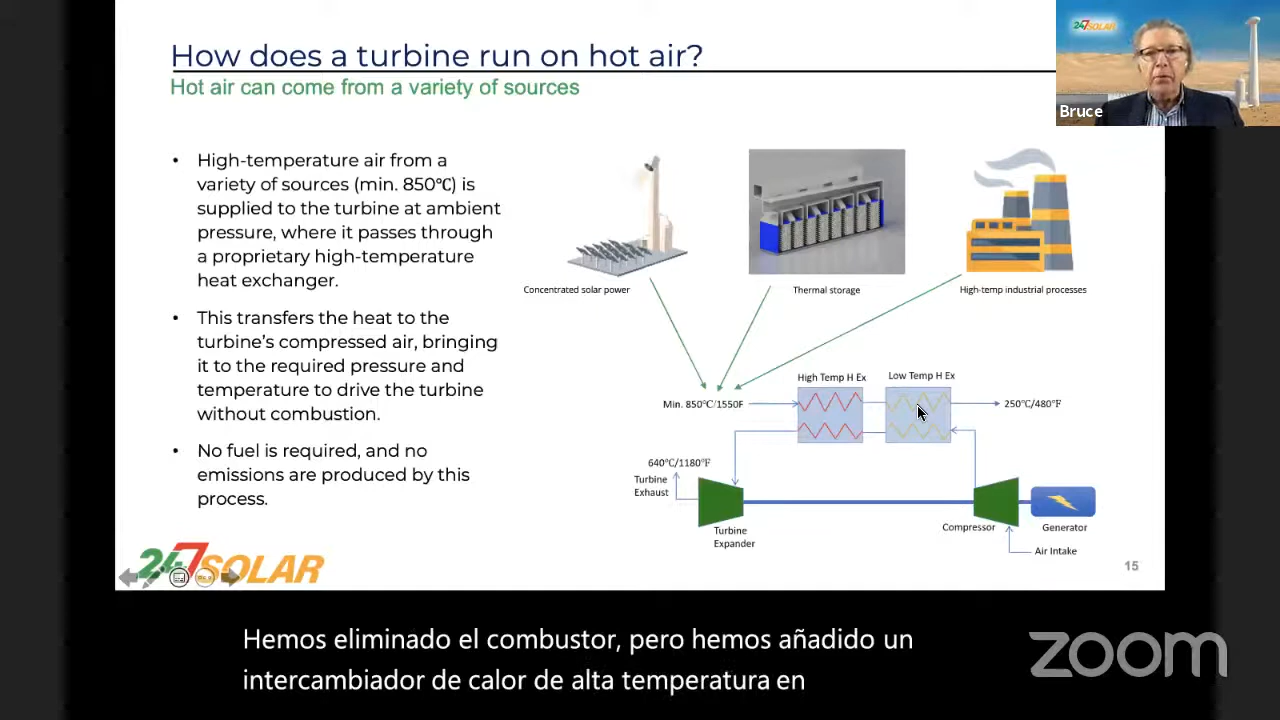 How does a turbine run on hot air?
Hot air can come from a variety of sources
247SOLAR
Bruce
• High-temperature air from a
variety of sources (min. 850℃) is
supplied to the turbine at ambient
pressure, where it passes through
a proprietary high-temperature
heat exchanger.
• This transfers the heat to the
turbine's compressed air, bringing
it to the required pressure and
temperature to drive the turbine
without combustion.
• No fuel is required, and no
emissions are produced by this
process.
Concentrated solar power
Thermal storage
High-temp industrial processes
High Temp H Ex
Low Temp H Ex
Min. 850℃/1550F
250℃/480℉
640℃/1180℉
Turbine
Exhaust
Turbine
Expander
Compressor
Generator
Air Intake
247SOLAR
15
Hemos eliminado el combustor, pero hemos añadido un
intercambiador de calor de alta temperatura en
zoom